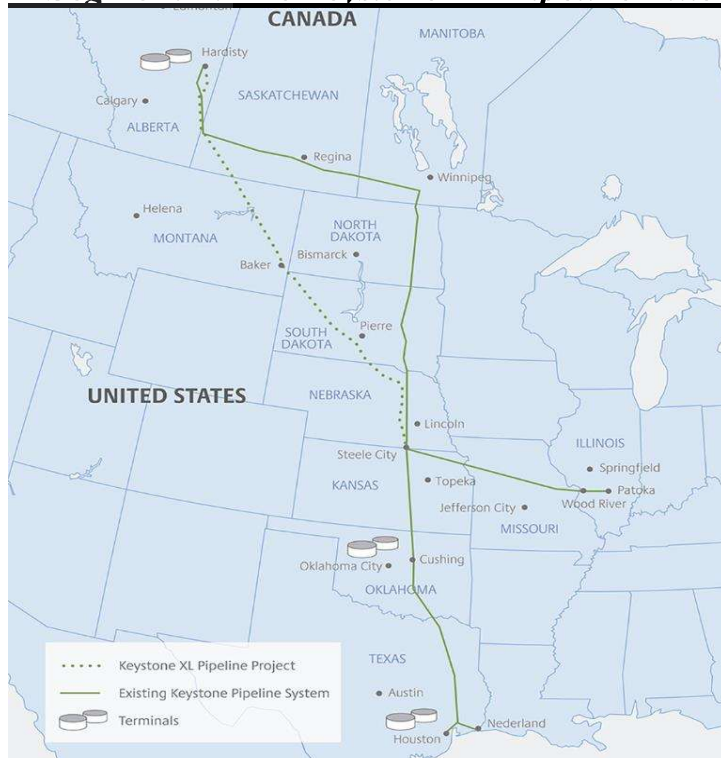 Edmonton
CANADA
MANITOBA
Hardisty
SASKATCHEWAN
Calgary
ALBERTA
Regina
Winnipeg
Helena
NORTH
DAKOTA
MONTANA
Bismarck
Baker
Pierre
SOUTH
DAKOTA
UNITED STATES
NEBRASKA
Lincoln
ILLINOIS
Steele City
Springfield
KANSAS
Topeka
Patoka
Wood River
Jefferson City
MISSOURI
Cushing
Oklahoma City
OKLAHOMA
TEXAS
Keystone XL Pipeline Project
Existing Keystone Pipeline System
Terminals
Austin
Nederland
Houston